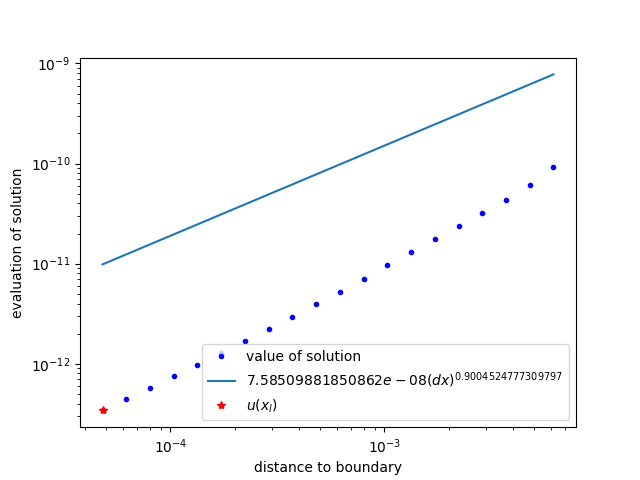 10⁻⁹
10⁻¹⁰
10⁻¹¹
10⁻¹²
evaluation of solution
value of solution
7.58509881850862e − 08(dx)^0.9004524777309797
u(xₗ)
10⁻⁴
10⁻³
distance to boundary